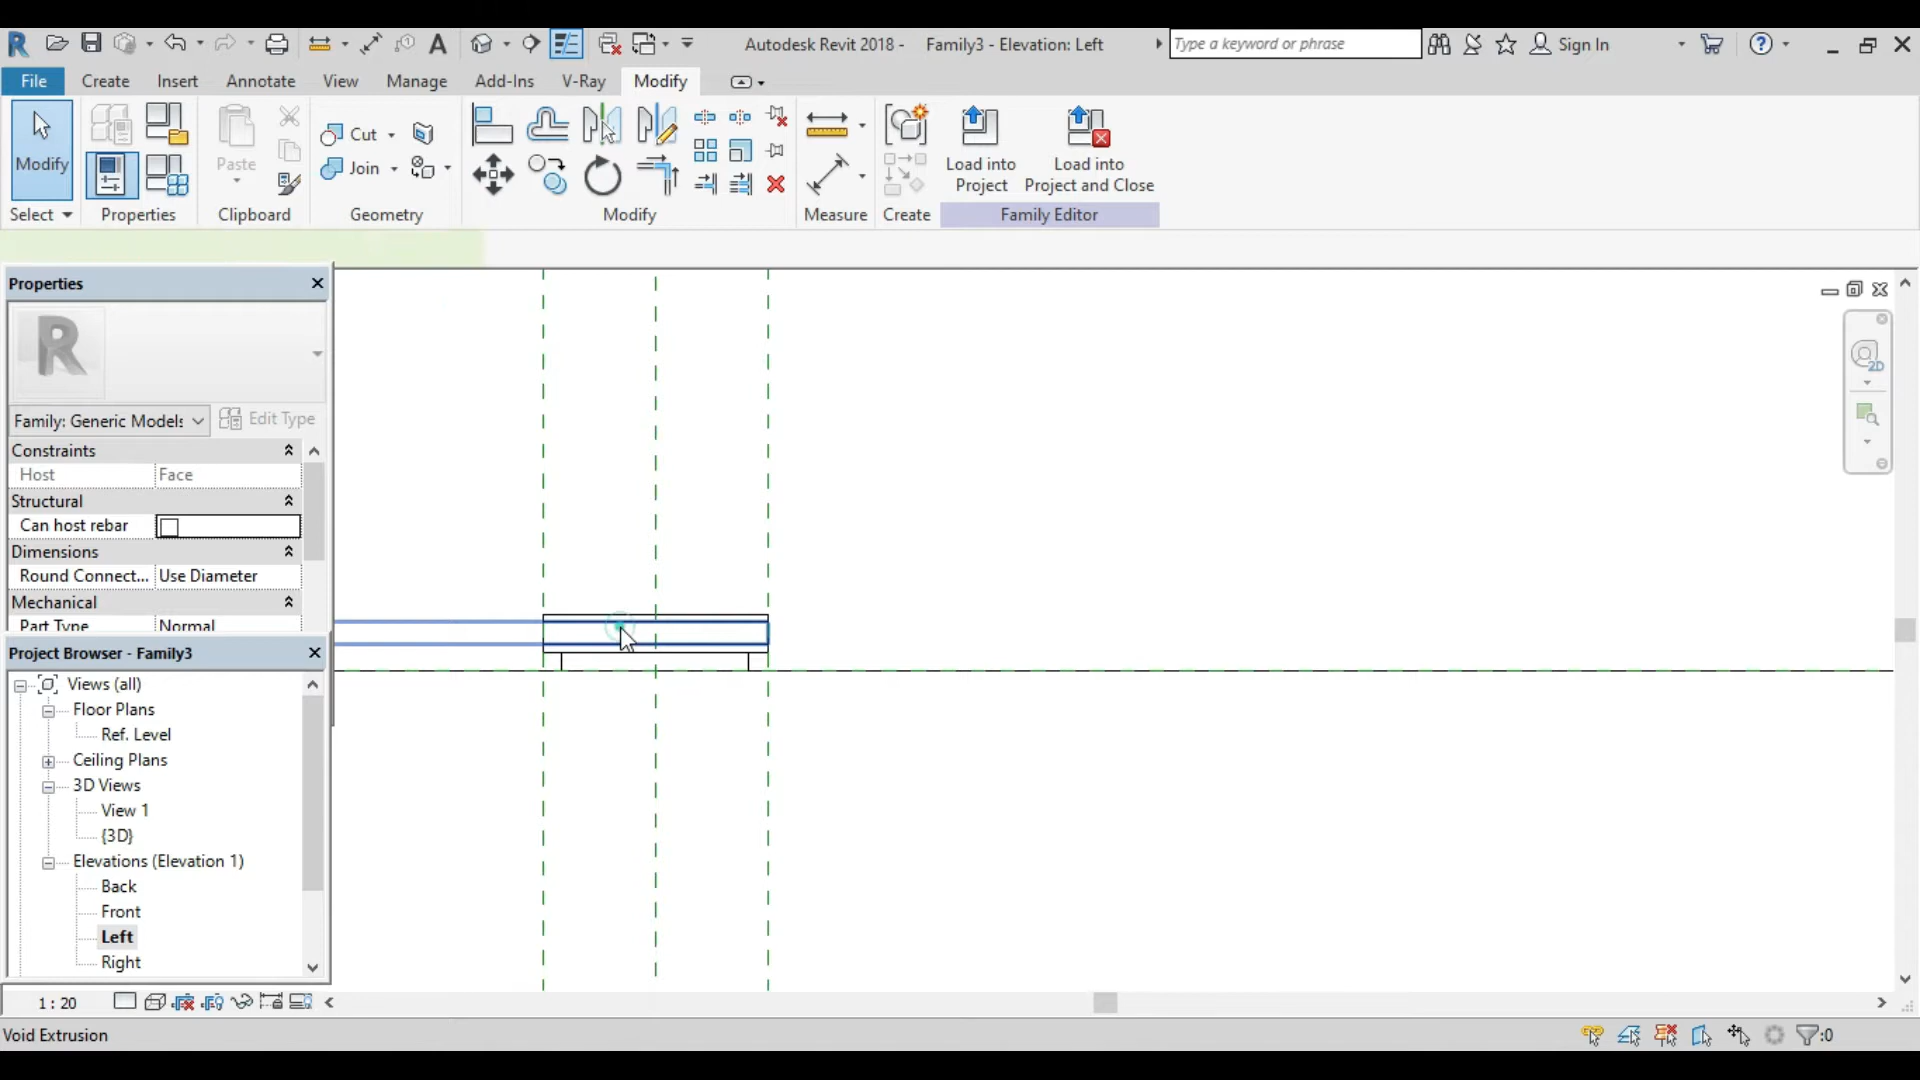 Autodesk Revit 2018 - Family3 - Elevation: Left
Type a keyword or phrase
Sign In
File Create Insert Annotate View Manage Add-Ins V-Ray Modify
Modify
Paste
Cut
Join
Load into
Project
Load into
Project and Close
Select Properties Clipboard Geometry Modify Measure Create Family Editor
Properties
Family: Generic Models
Edit Type
Constraints
Host Face
Structural
Can host rebar
Dimensions
Round Connect... Use Diameter
Mechanical
Part Type Normal
Project Browser - Family3
Views (all)
Floor Plans
Ref. Level
Ceiling Plans
3D Views
View 1
{3D}
Elevations (Elevation 1)
Back
Front
Left
Right
2D
1 : 20
Void Extrusion
:0